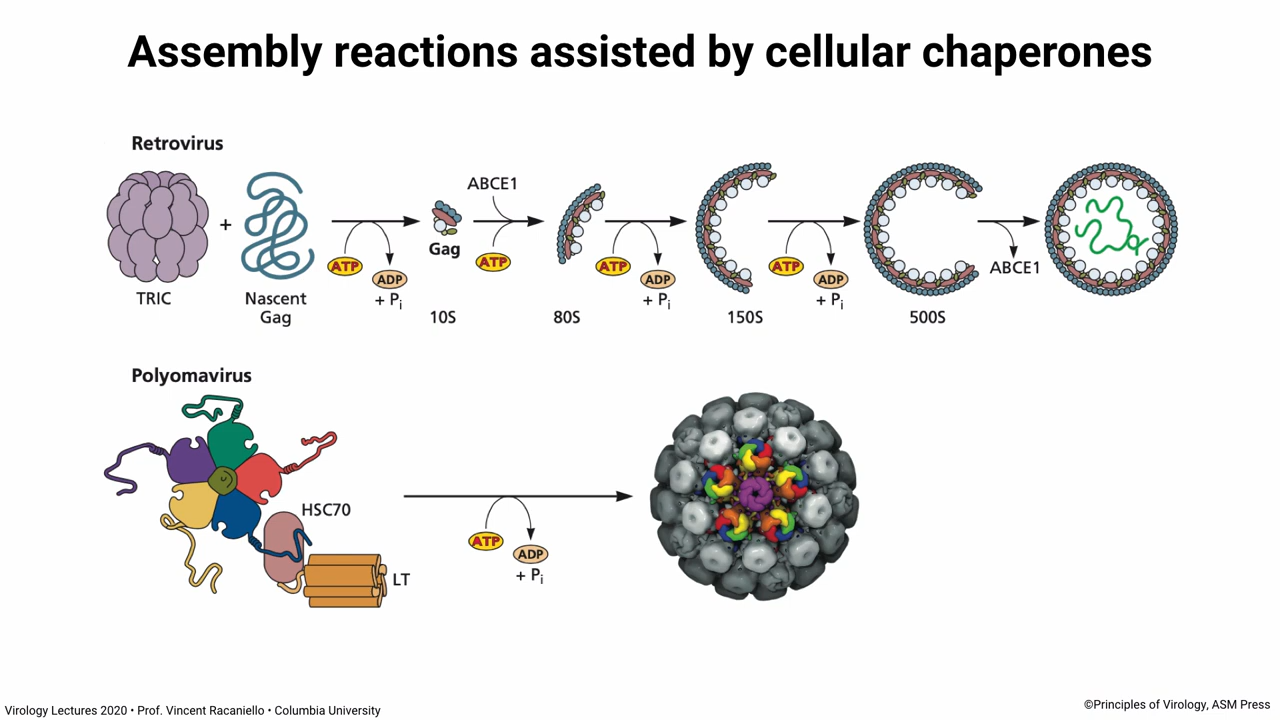 Assembly reactions assisted by cellular chaperones
Retrovirus
ABCE1
+
Gag
ATP
ADP
+ Pi
ATP
ATP
ADP
+ Pi
ATP
ADP
+ Pi
ABCE1
TRIC
Nascent
Gag
10S
80S
150S
500S
Polyomavirus
HSC70
LT
ATP
ADP
+ Pi
Virology Lectures 2020 • Prof. Vincent Racaniello • Columbia University
©Principles of Virology, ASM Press